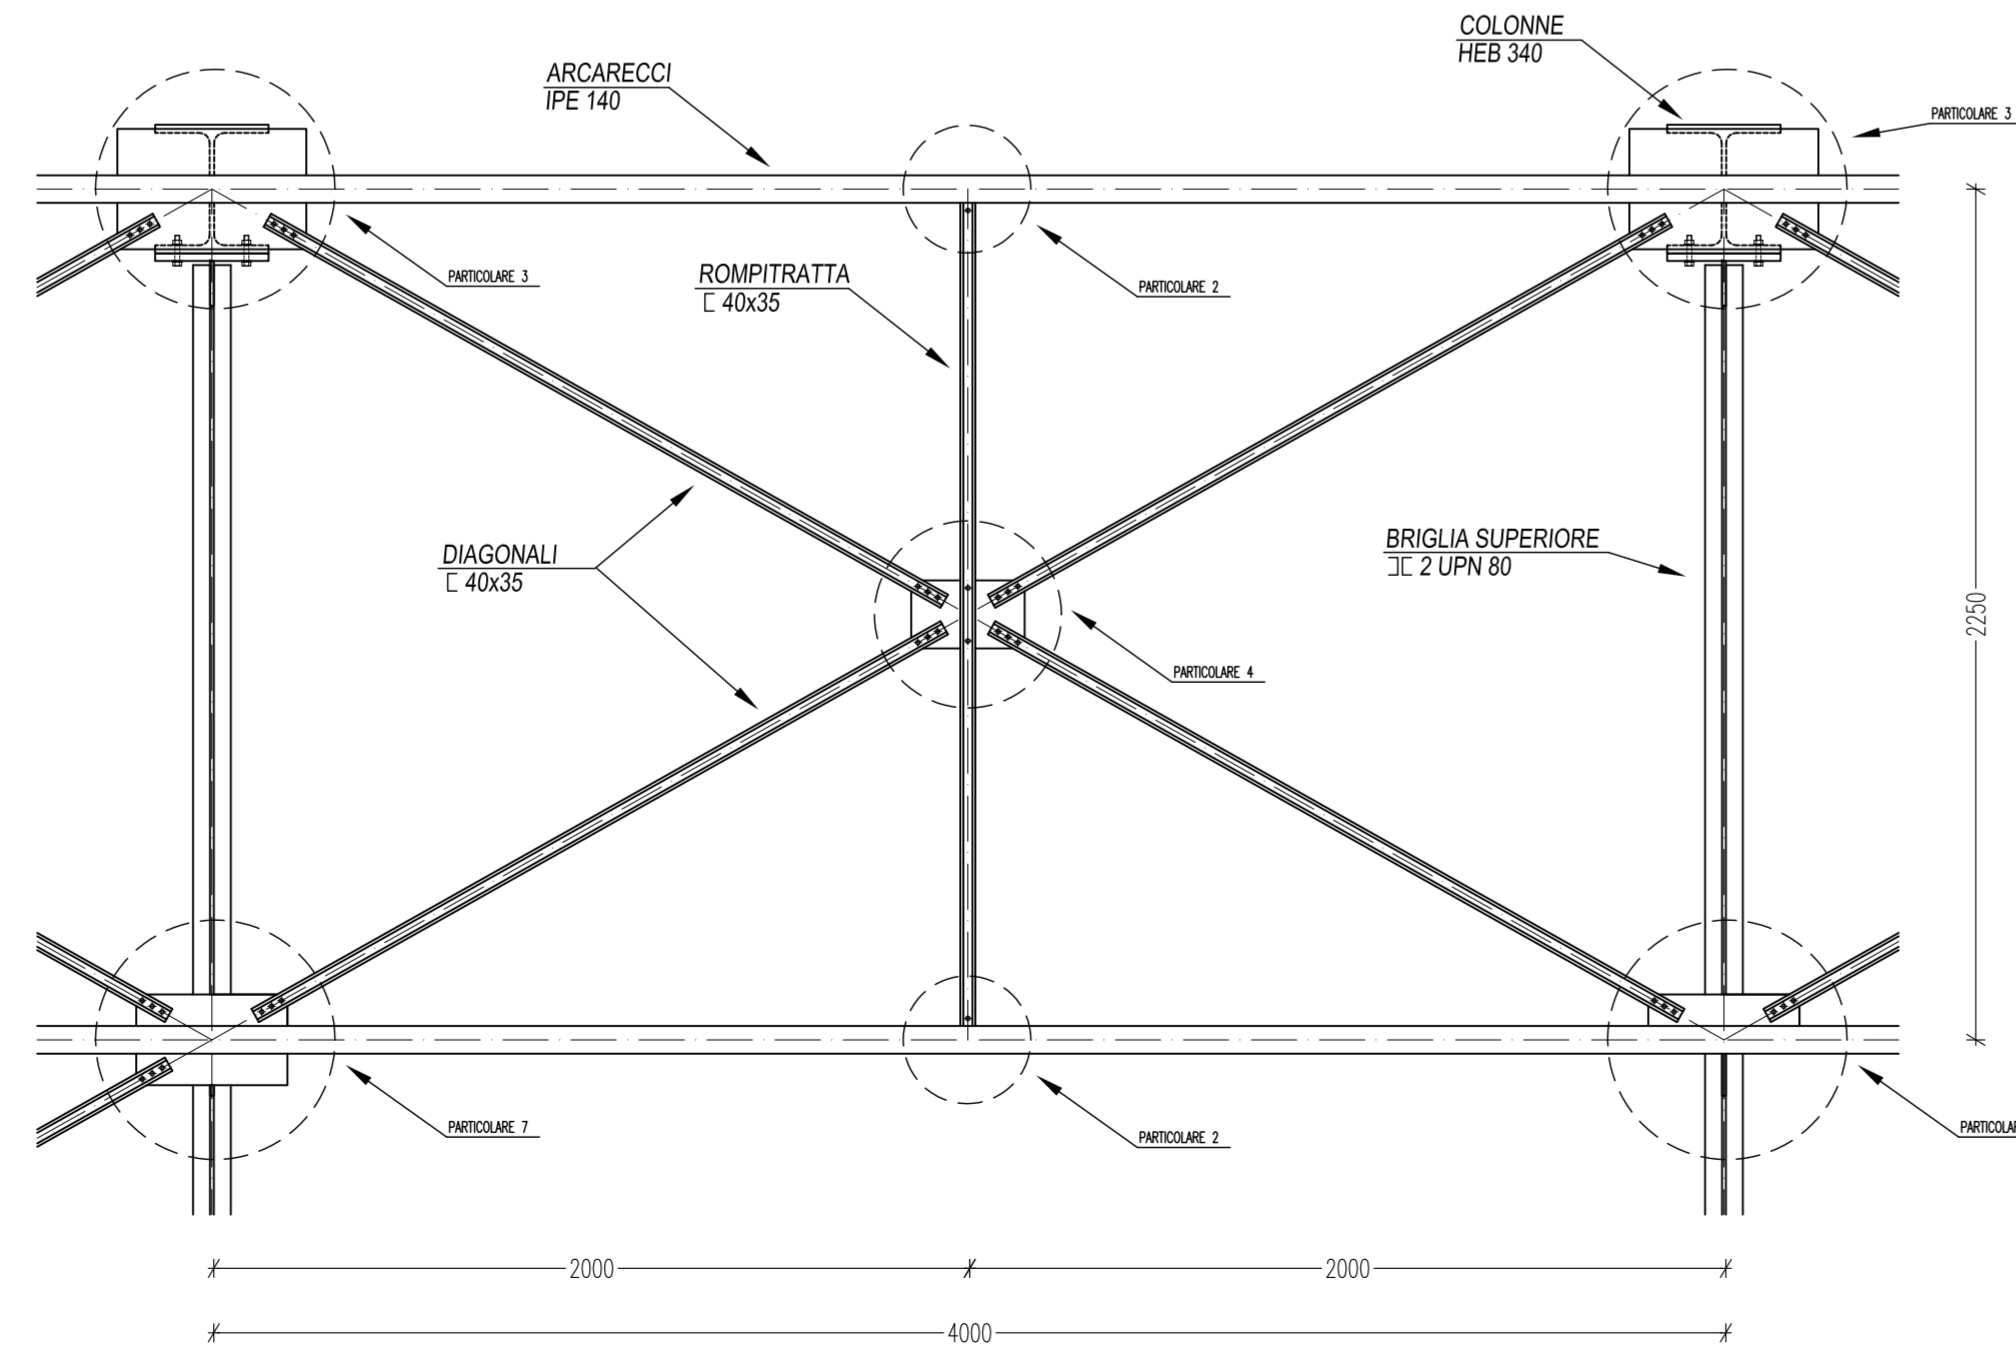 COLONNE
HEB 340
ARCARECCI
IPE 140
PARTICOLARE 3
PARTICOLARE 3
ROMPITRATTA
[ 40x35
PARTICOLARE 2
DIAGONALI
[ 40x35
BRIGLIA SUPERIORE
][ 2 UPN 80
2250
PARTICOLARE 4
PARTICOLARE 7
PARTICOLARE 2
PARTICOLAR
2000
2000
4000